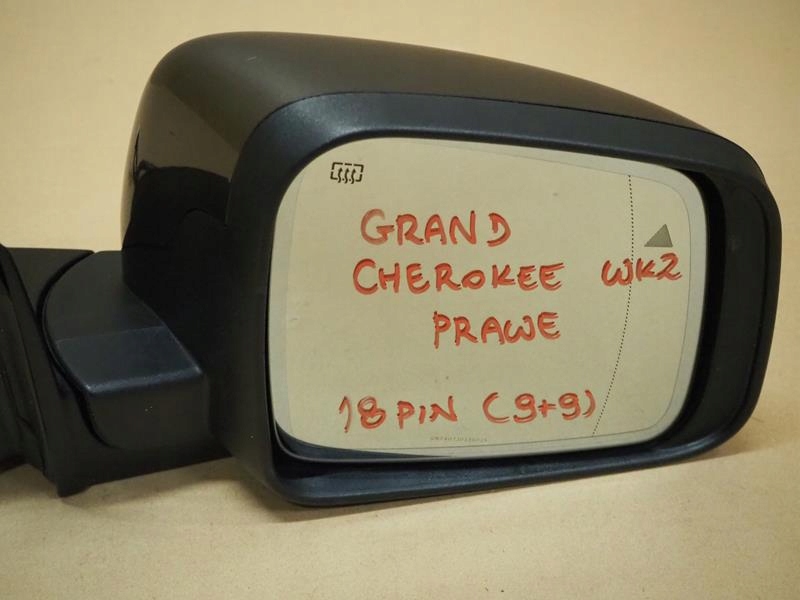 GRAND
CHEROKEE WK2
PRAWE
18 PIN (9+9)